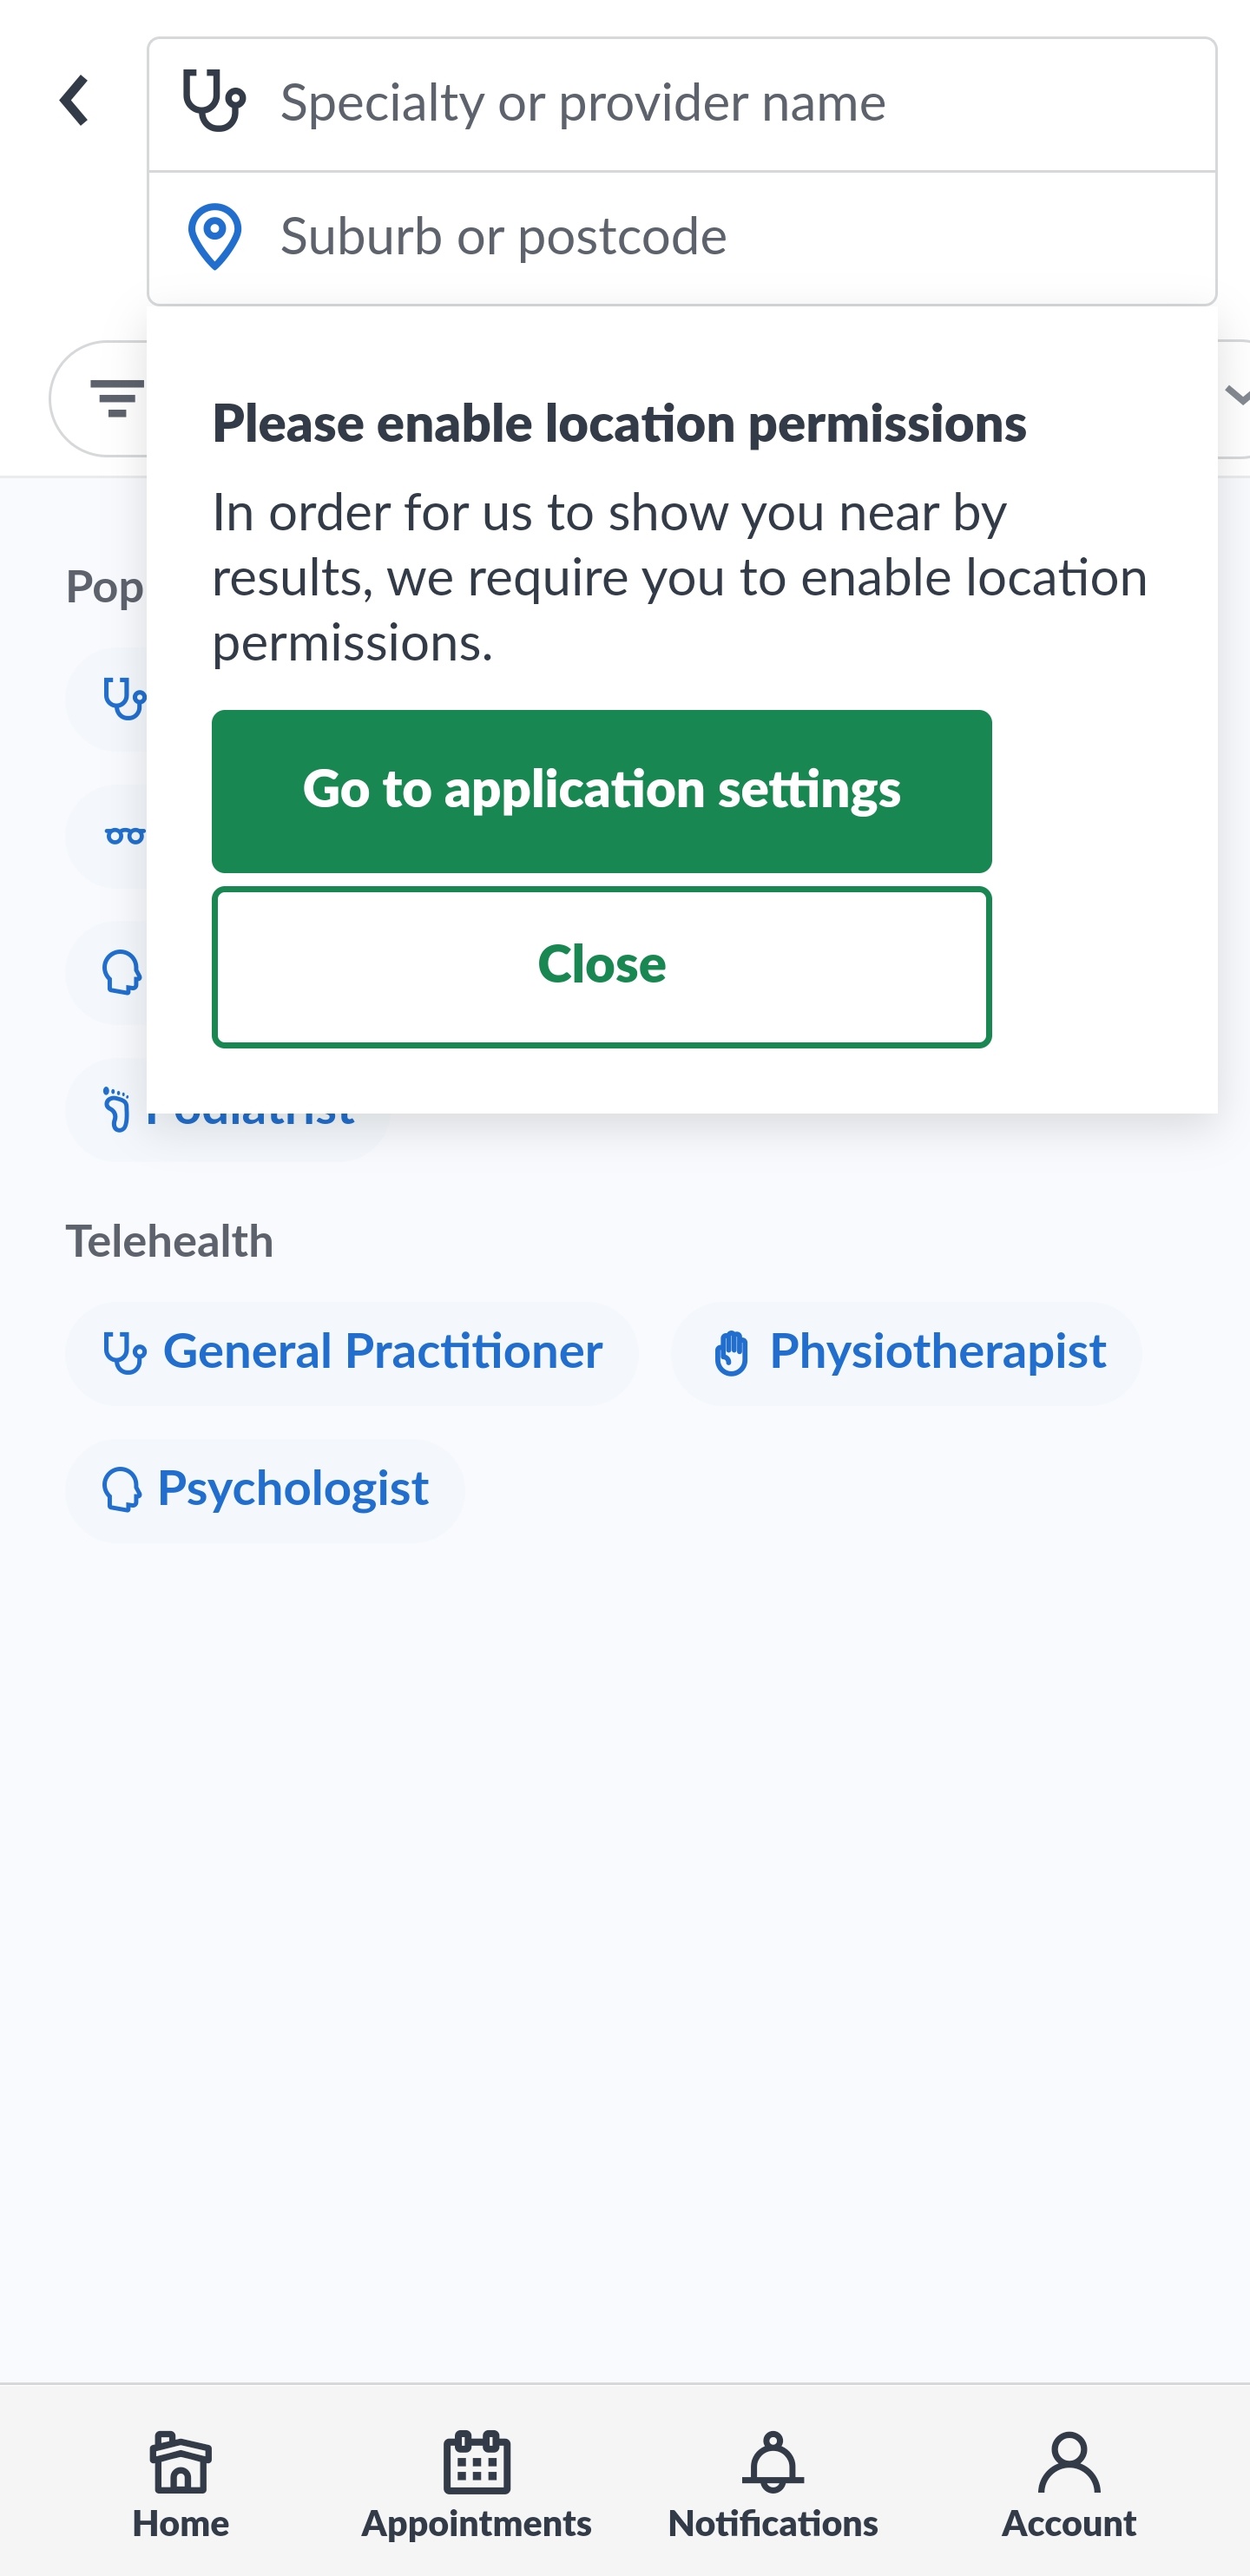 Specialty or provider name
Suburb or postcode
Please enable location permissions
In order for us to show you near by
results, we require you to enable location
permissions.
Go to application settings
Close
Pop
Podiatrist
Telehealth
General Practitioner
Physiotherapist
Psychologist
Home
Appointments
Notifications
Account